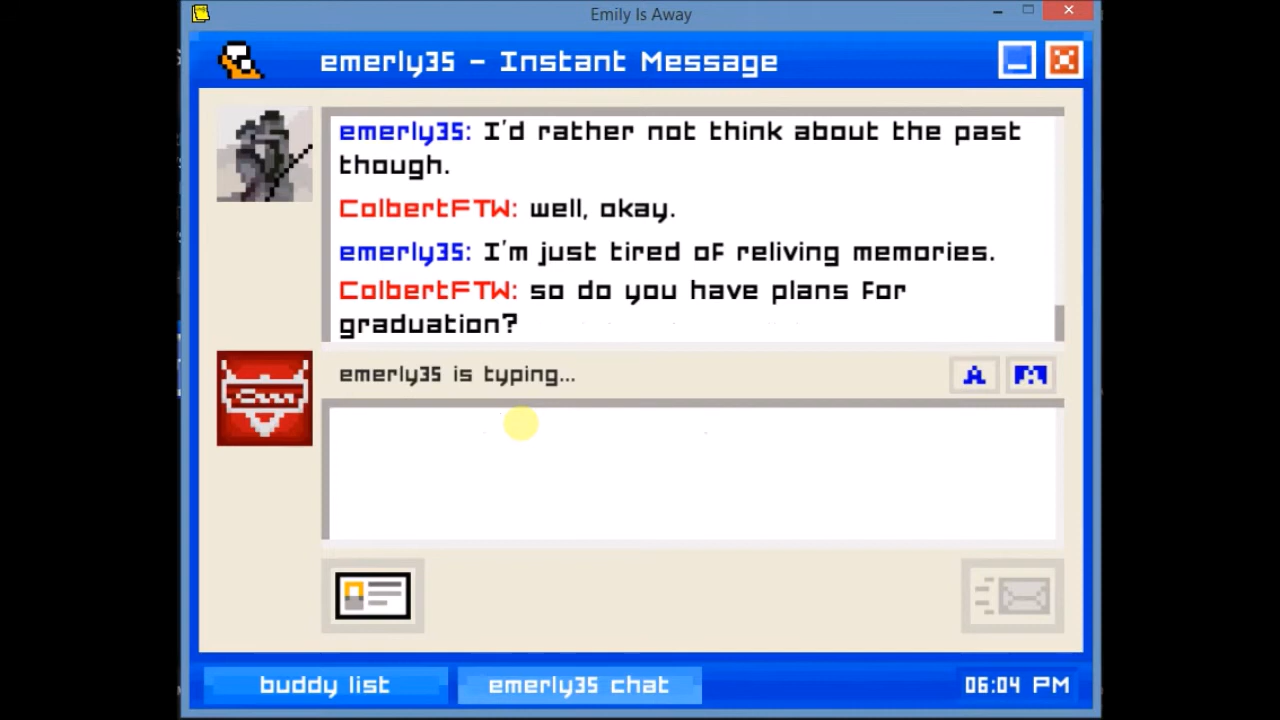 Emily Is Away
emerly35 - Instant Message
emerly35: I'd rather not think about the past
though.
ColbertFTW: well, okay.
emerly35: I'm just tired of reliving memories.
ColbertFTW: so do you have plans for
graduation?
emerly35 is typing...
A
buddy list
emerly35 chat
06:04 PM